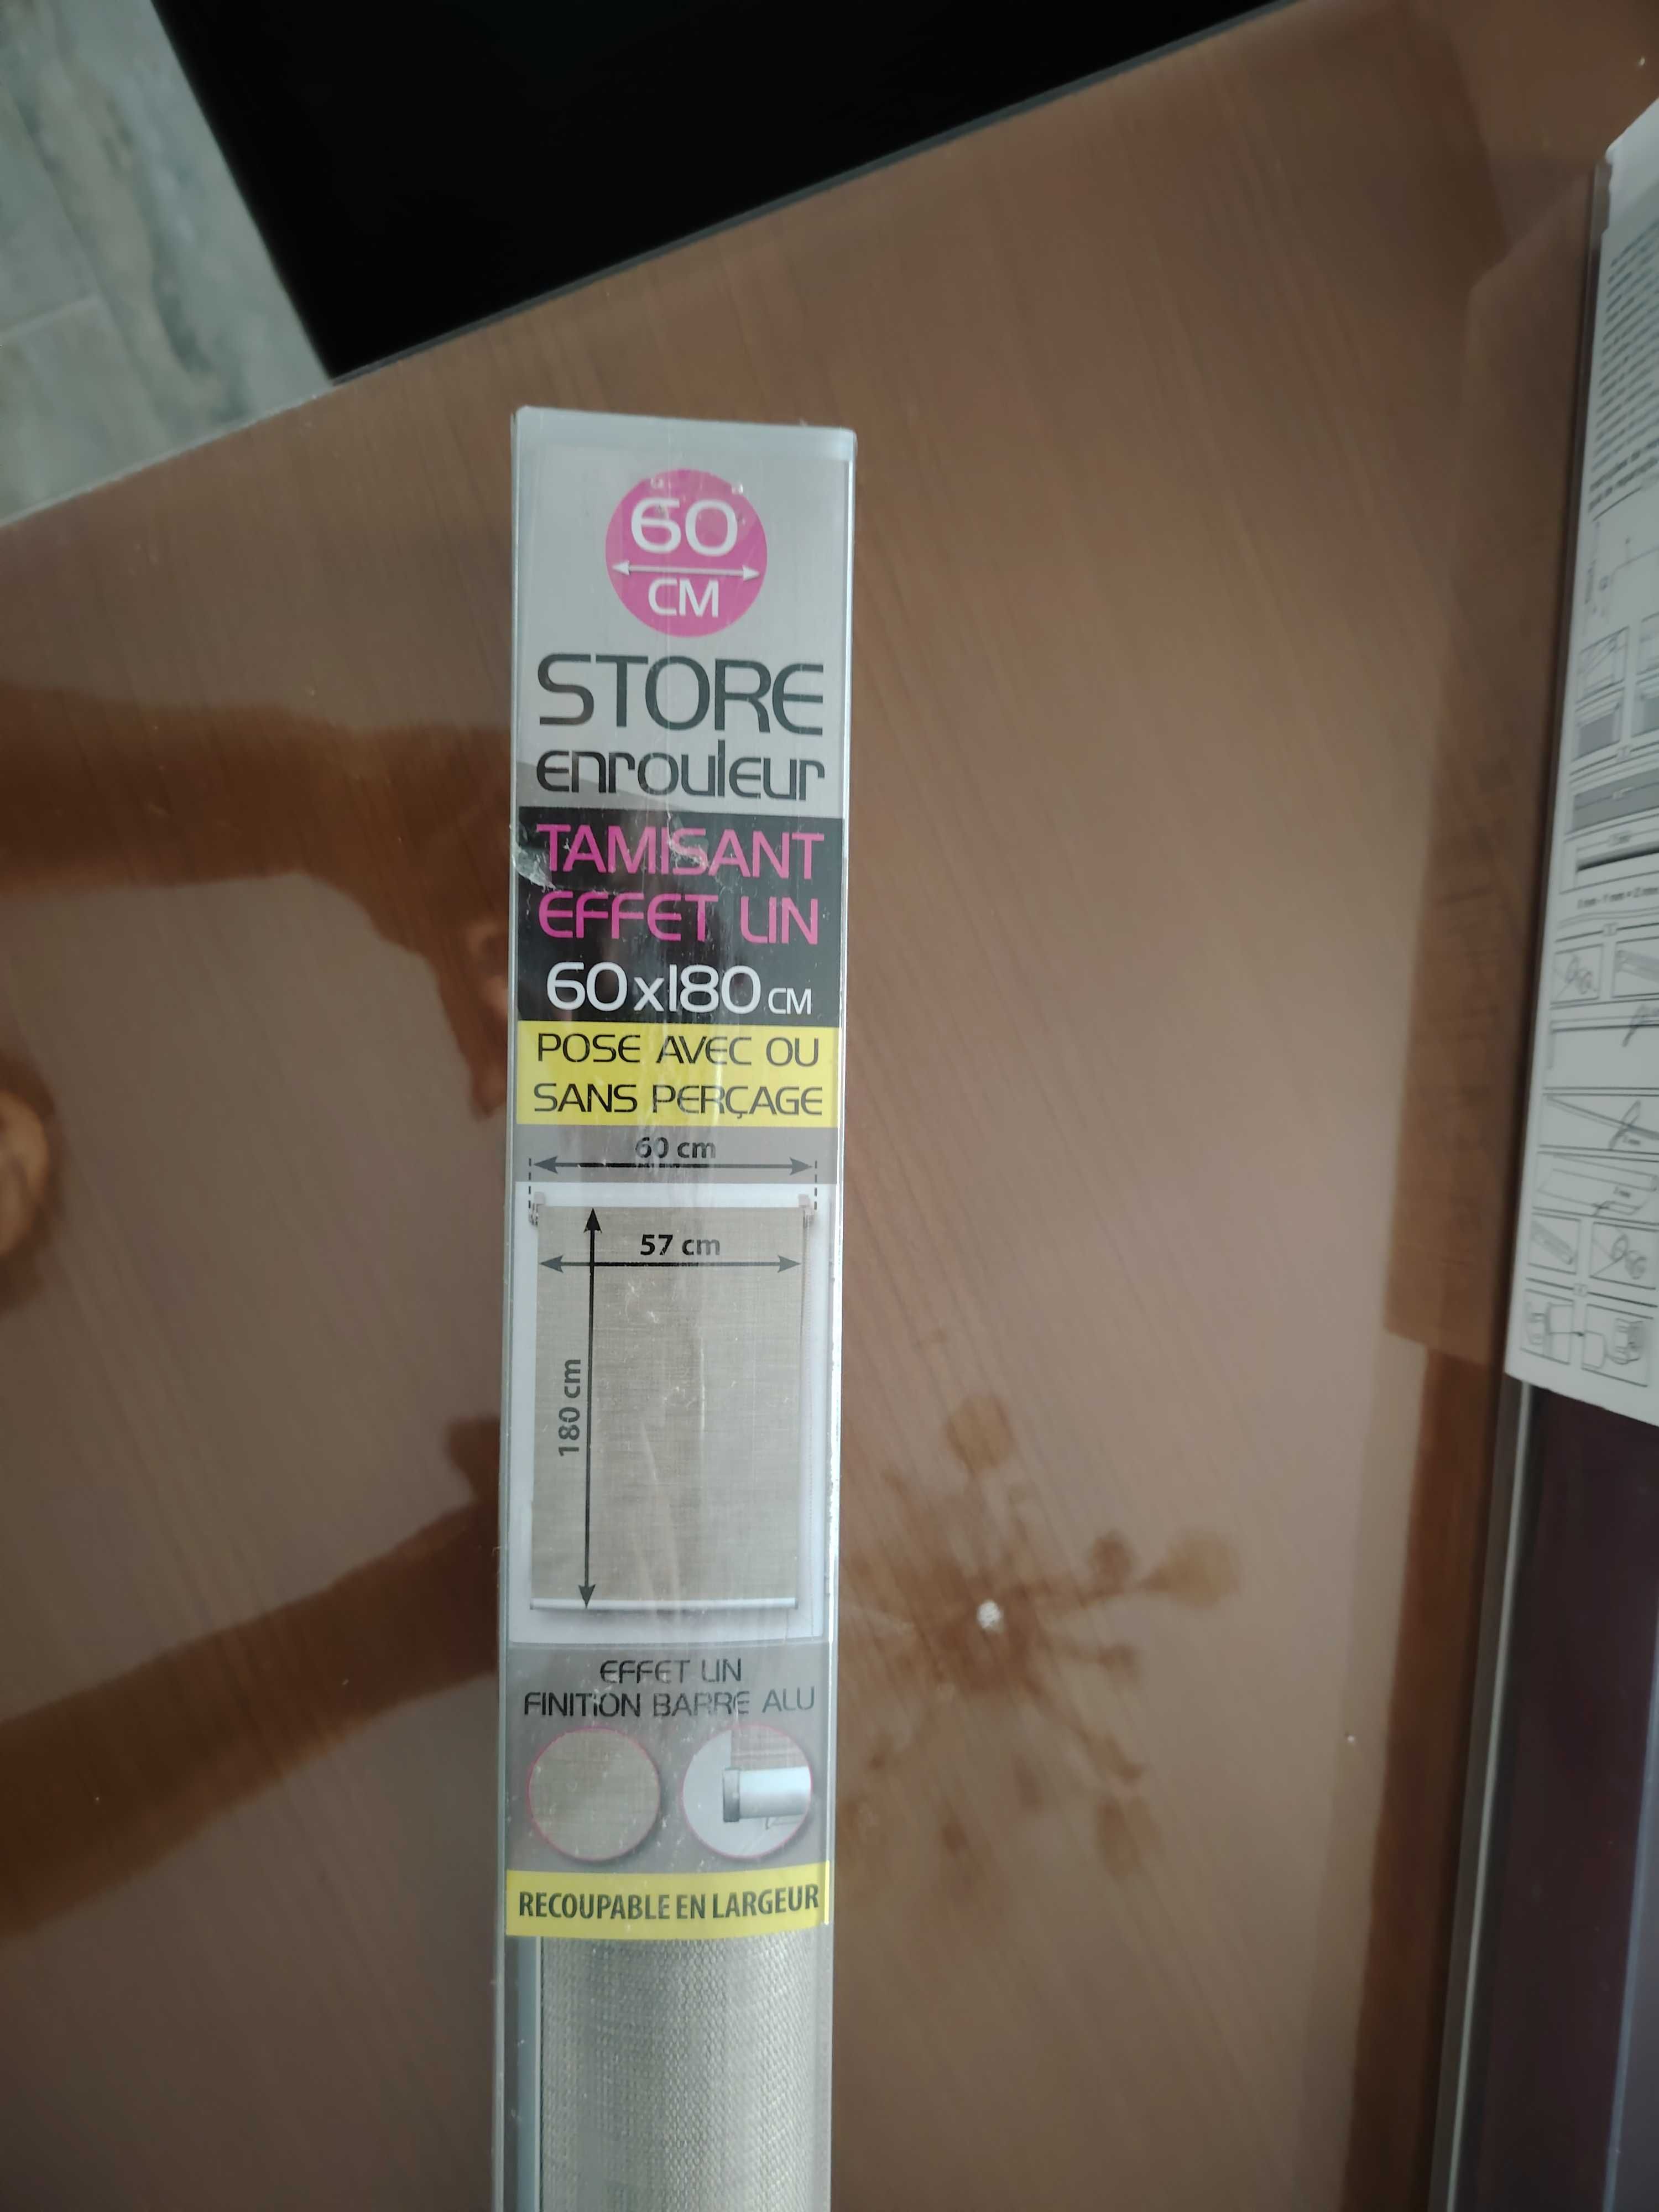 60
CM
STORE
enrouleur
TAMISANT
EFFET LIN
60x180 CM
POSE AVEC OU
SANS PERÇAGE
60 cm
57 cm
180 cm
EFFET LIN
FINITION BARRE ALU
RECOUPABLE EN LARGEUR